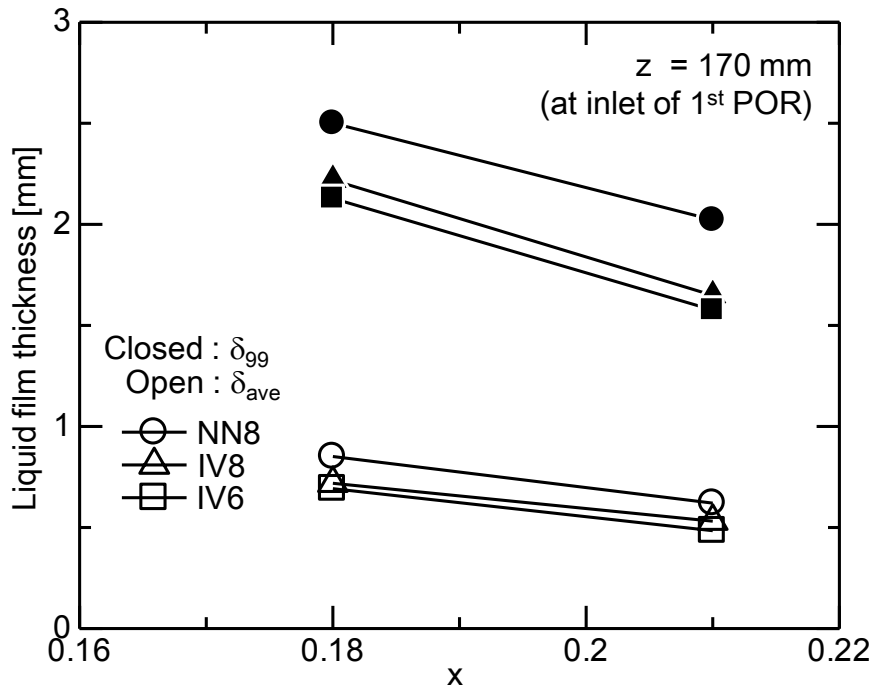 3
z = 170 mm
(at inlet of 1st POR)
2
Liquid film thickness [mm]
Closed : δ99
Open : δave
NN8
IV8
IV6
1
0
0.16
0.18
0.2
0.22
x